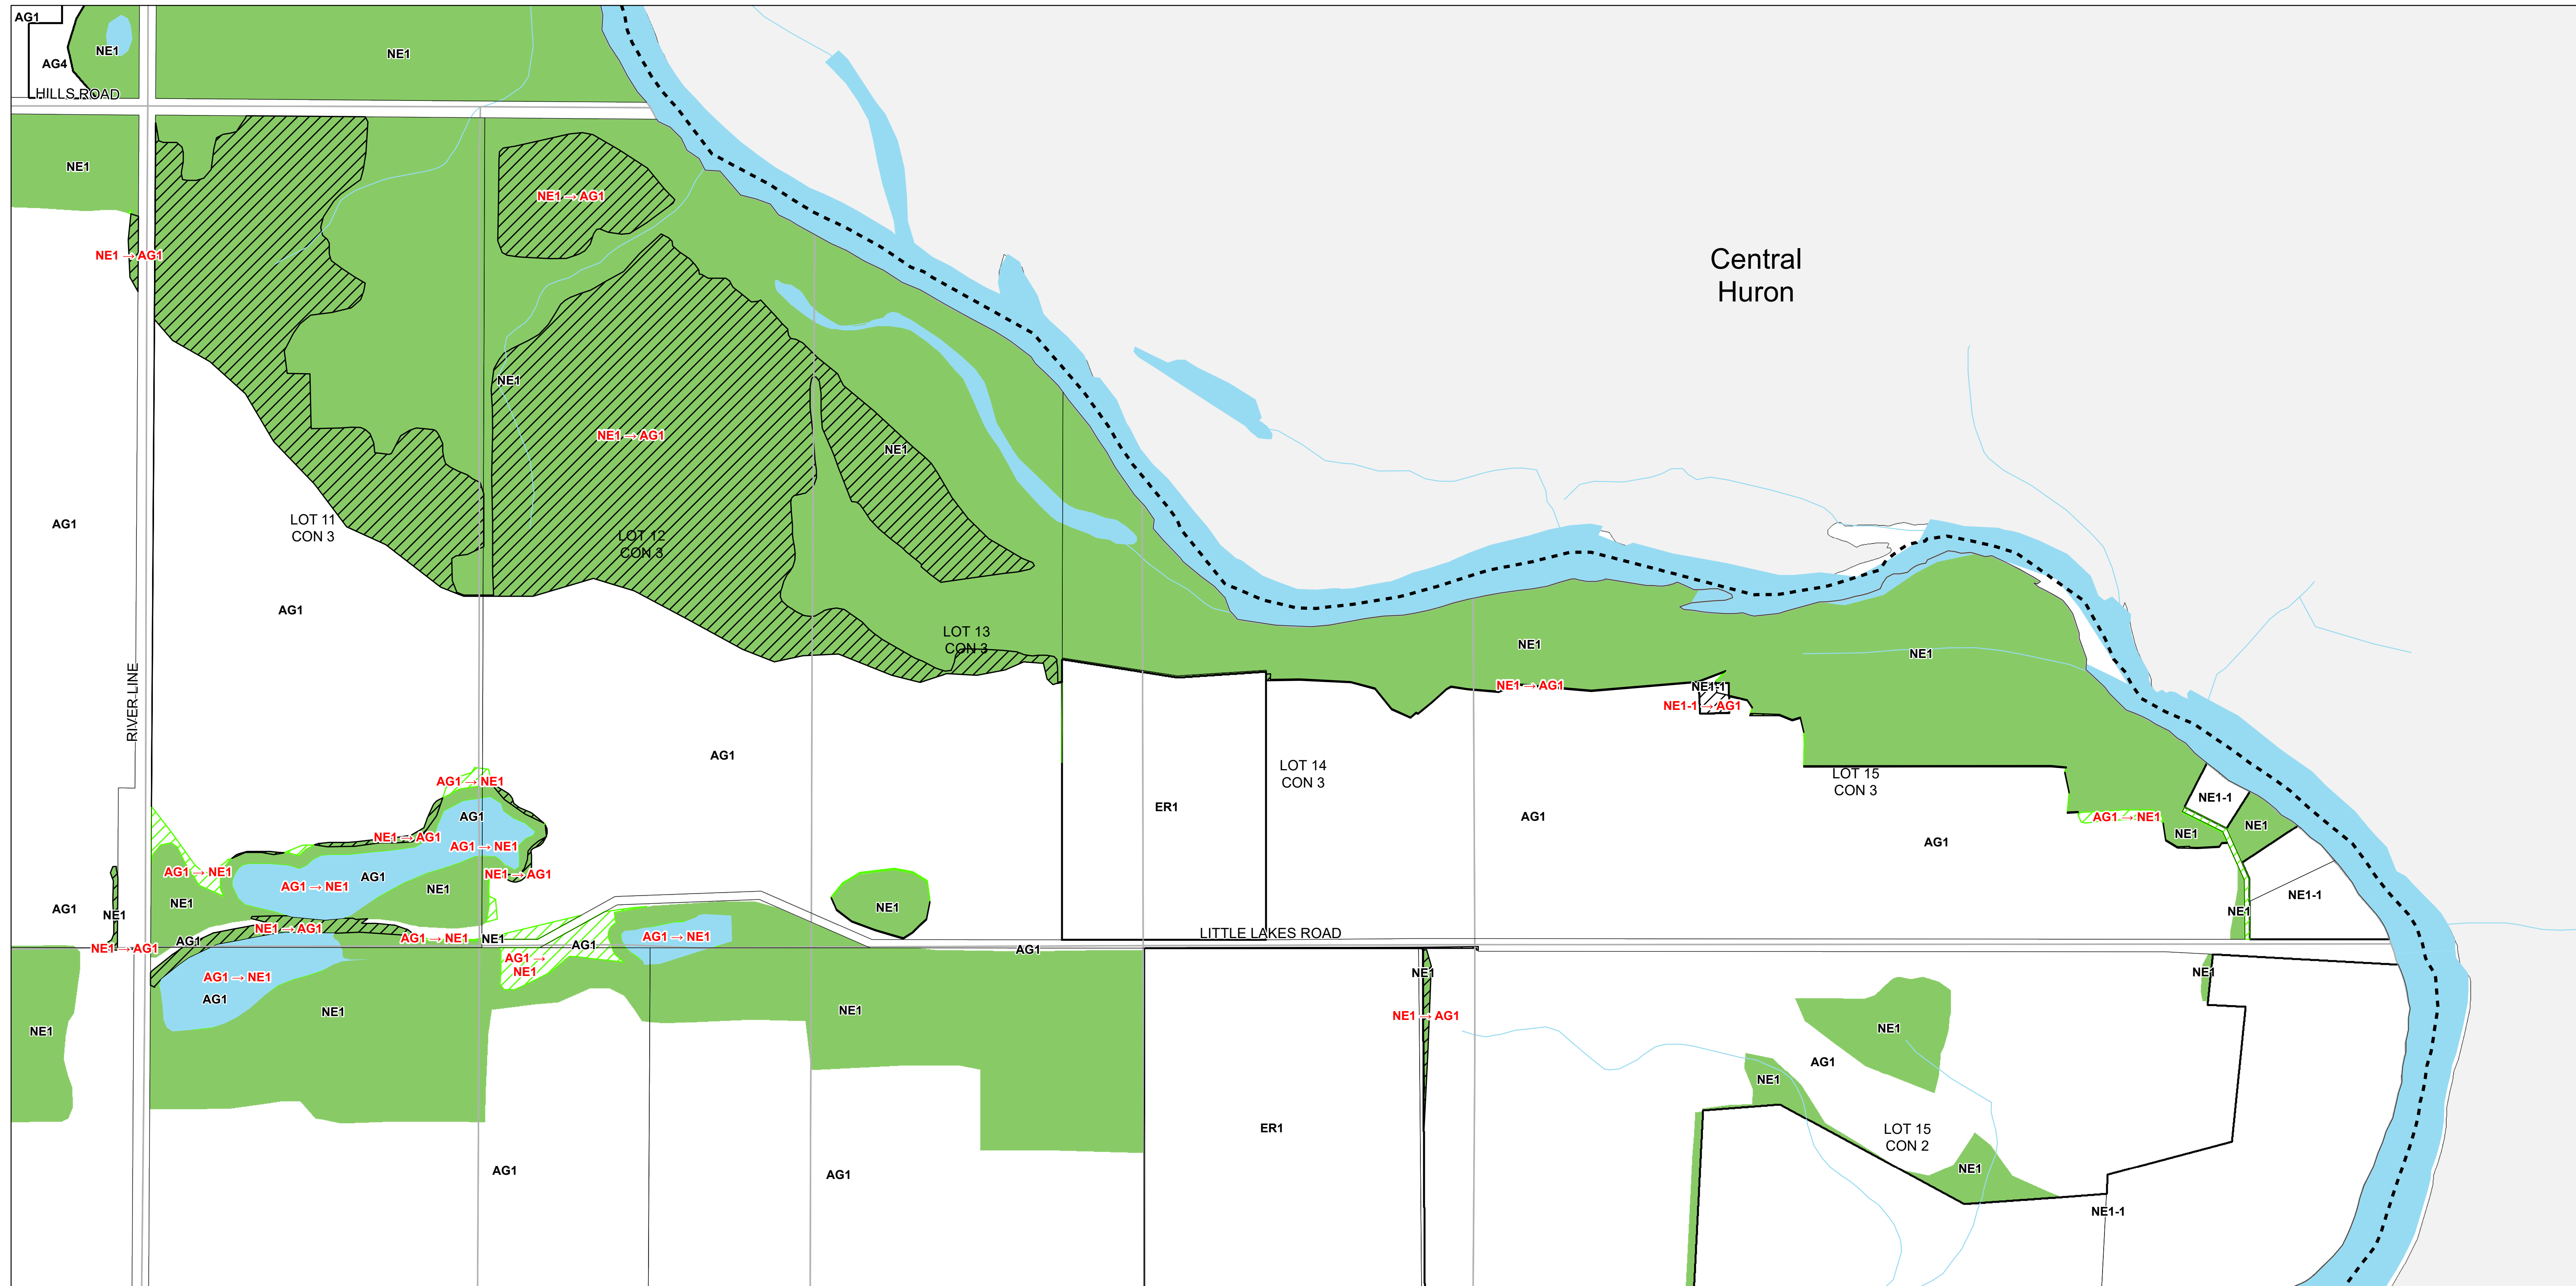 AG1
NE1
NE1
AG4
HILLS ROAD
NE1
NE1 → AG1
NE1 → AG1
Central
Huron
NE1
NE1 → AG1
NE1
AG1
LOT 11
CON 3
LOT 12
CON 3
AG1
LOT 13
CON 3
NE1
NE1
RIVER LINE
NE1 → AG1
NE1-1
NE1-1 → AG1
AG1
LOT 14
CON 3
LOT 15
CON 3
AG1 → NE1
NE1-1
ER1
AG1
AG1
AG1 → NE1
NE1
NE1
NE1 → AG1
AG1
AG1 → NE1
AG1 → NE1
AG1
NE1 → AG1
AG1 → NE1
NE1
NE1-1
NE1
AG1
NE1
NE1
NE1
NE1 → AG1
AG1 → NE1
NE1
AG1
AG1
AG1 → NE1
LITTLE LAKES ROAD
NE1 → AG1
AG1
AG1 →
NE1
AG1 → NE1
AG1
NE1
NE1
NE1
NE1
NE1
NE1 → AG1
NE1
AG1
NE1
ER1
LOT 15
CON 2
AG1
AG1
NE1
NE1-1